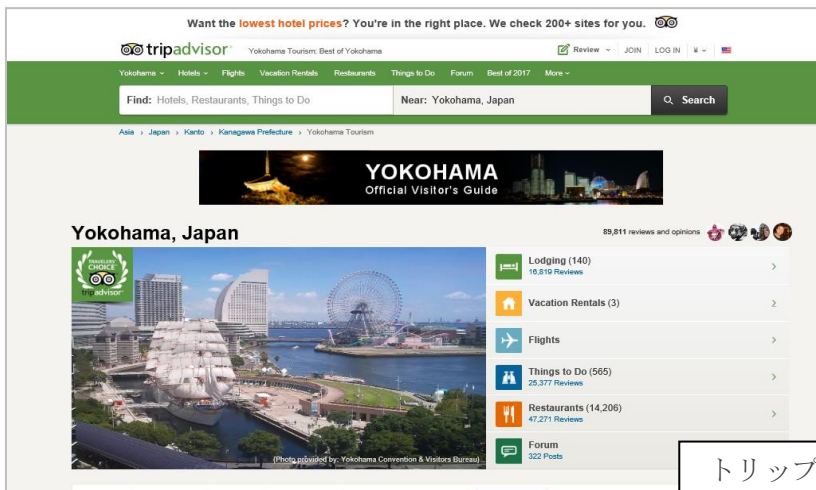 Want the lowest hotel prices? You're in the right place. We check 200+ sites for you.
tripadvisor Yokohama Tourism: Best of Yokohama Review JOIN LOG IN ¥
Yokohama Hotels Flights Vacation Rentals Restaurants Things to Do Forum Best of 2017 More
Find: Hotels, Restaurants, Things to Do Near: Yokohama, Japan Search
Asia › Japan › Kanto › Kanagawa Prefecture › Yokohama Tourism
YOKOHAMA
Official Visitor's Guide
Yokohama, Japan
89,811 reviews and opinions
TRAVELERS'
CHOICE
tripadvisor
Lodging (140)
16,819 Reviews
Vacation Rentals (3)
Flights
Things to Do (565)
25,377 Reviews
Restaurants (14,206)
47,271 Reviews
Forum
322 Posts
(Photo provided by: Yokohama Convention & Visitors Bureau)
トリップ